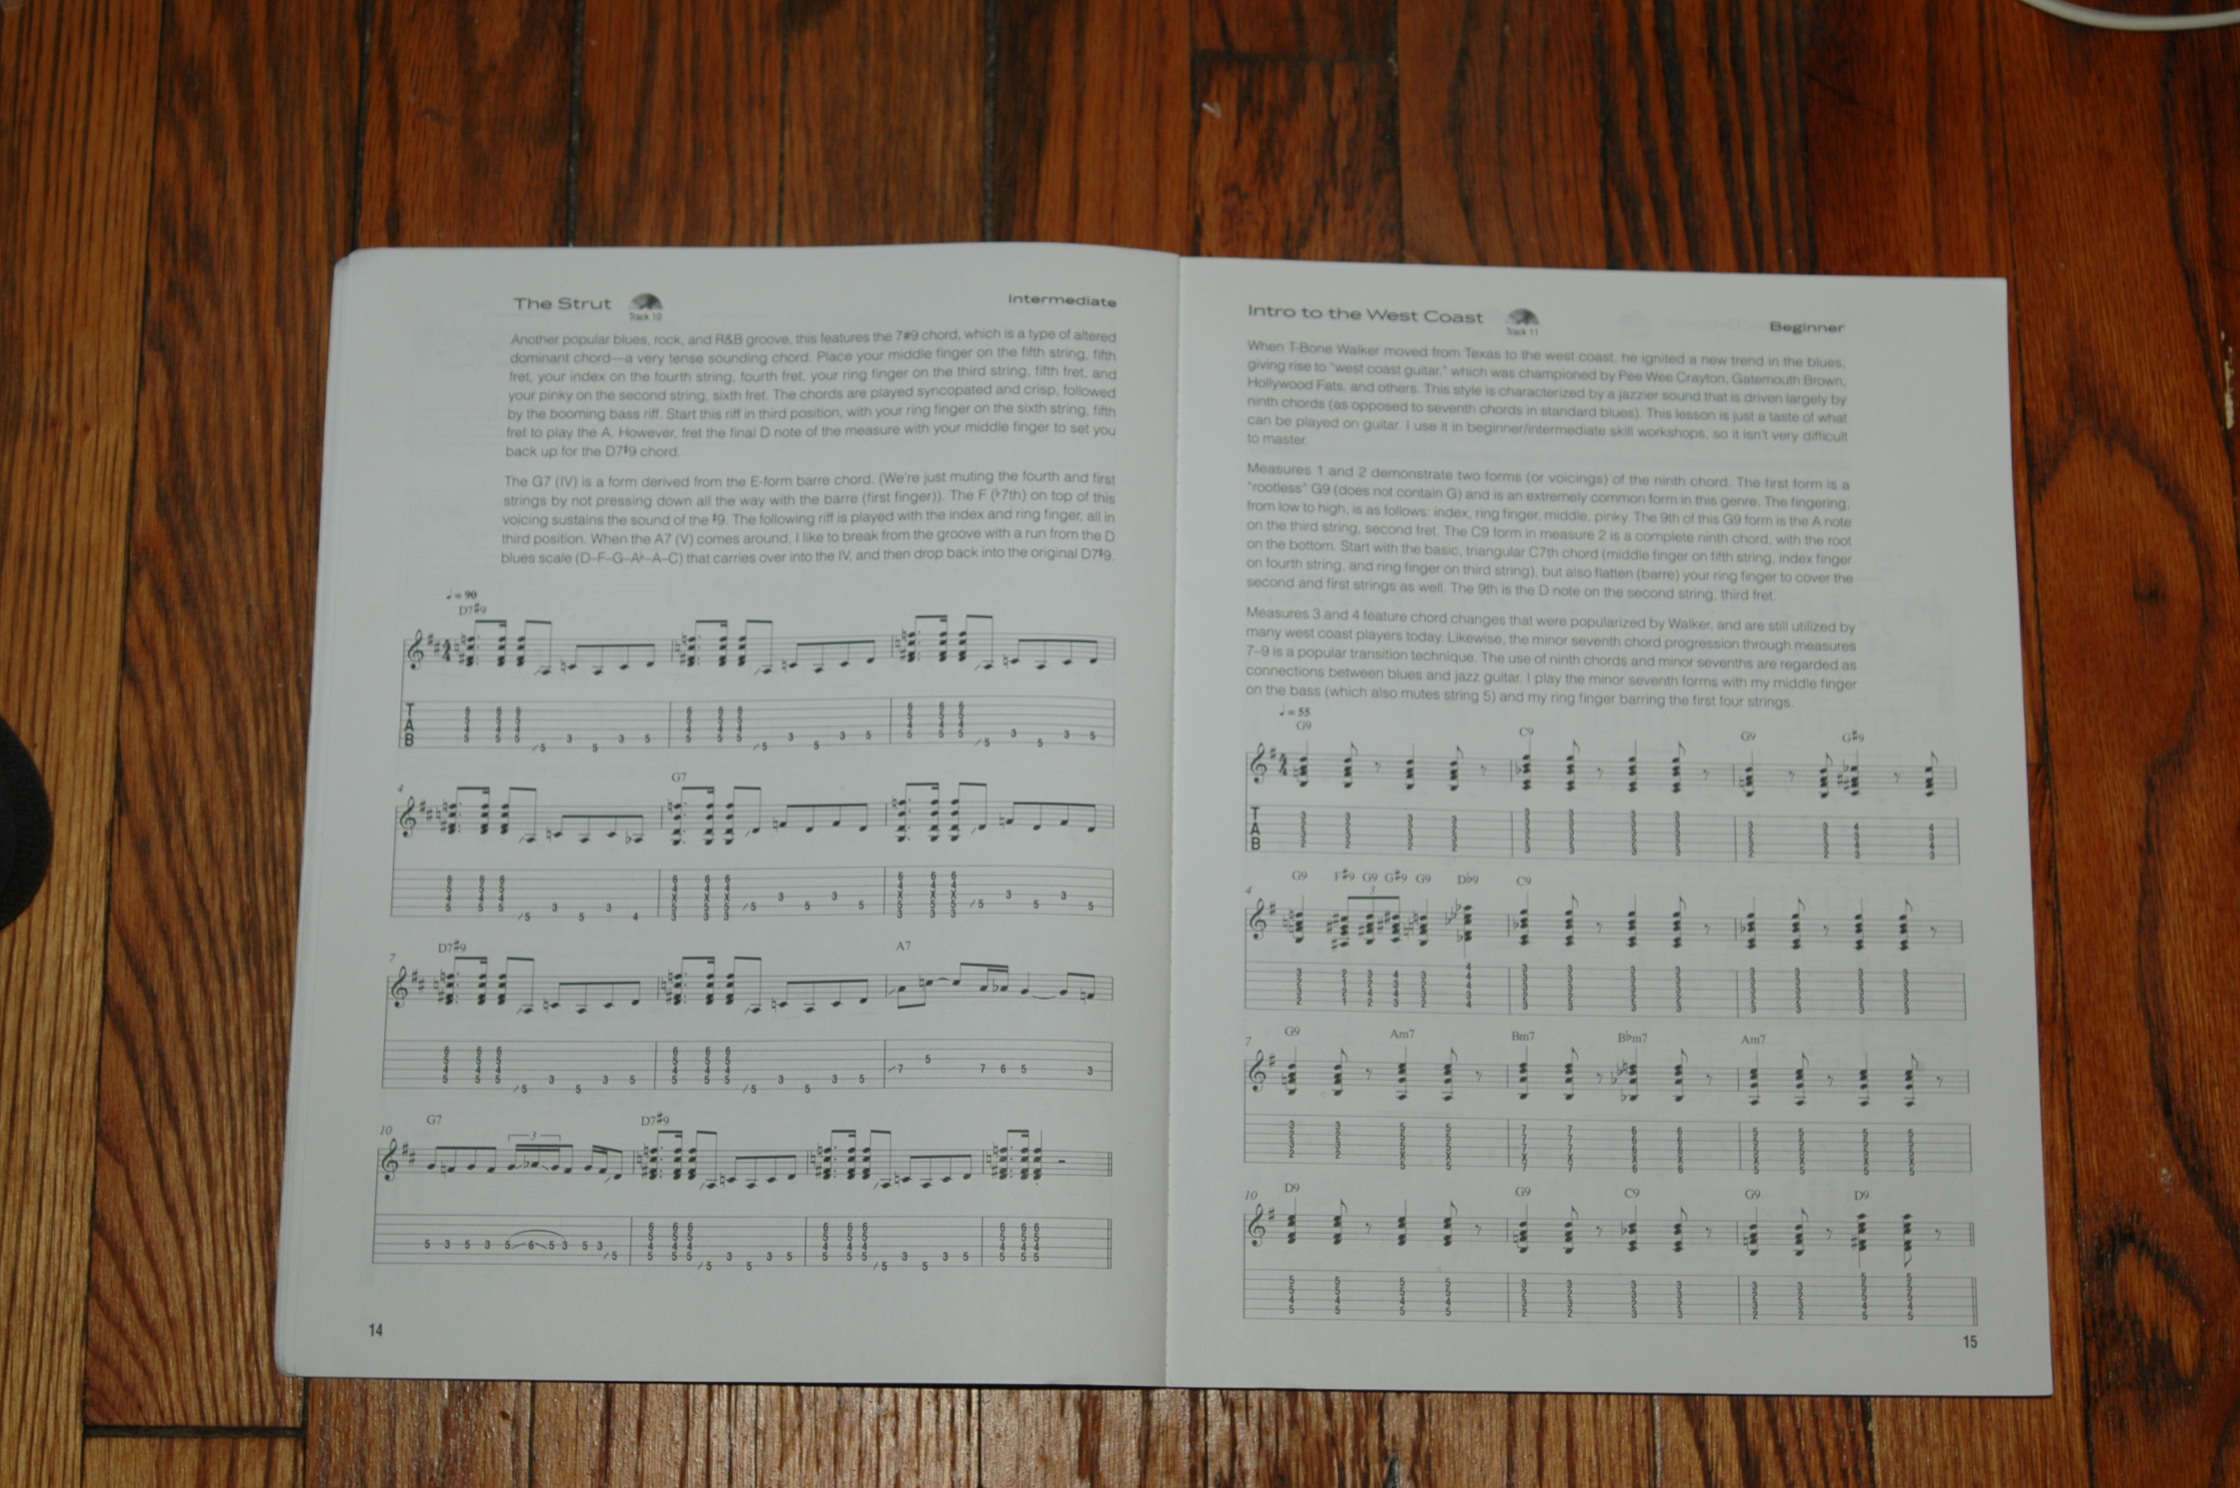 The Strut
Track 10
Intermediate
Another popular blues, rock, and R&B groove, this features the 7#9 chord, which is a type of altered
dominant chord—a very tense sounding chord. Place your middle finger on the fifth string, fifth
fret, your index on the fourth string, fourth fret, your ring finger on the third string, fifth fret, and
your pinky on the second string, sixth fret. The chords are played syncopated and crisp, followed
by the booming bass riff. Start this riff in third position, with your ring finger on the sixth string, fifth
fret to play the A. However, fret the final D note of the measure with your middle finger to set you
back up for the D7♯9 chord.
The G7 (IV) is a form derived from the E-form barre chord. (We're just muting the fourth and first
strings by not pressing down all the way with the barre (first finger)). The F (♭7th) on top of this
voicing sustains the sound of the ♯9. The following riff is played with the index and ring finger, all in
third position. When the A7 (V) comes around, I like to break from the groove with a run from the D
blues scale (D–F–G–A♭–A–C) that carries over into the IV, and then drop back into the original D7♯9.
♩ = 90
D7♯9
T
A
B
4
G7
7
D7♯9 A7
10
G7 D7♯9
3
14
Intro to the West Coast
Track 11
Beginner
When T-Bone Walker moved from Texas to the west coast, he ignited a new trend in the blues,
giving rise to "west coast guitar," which was championed by Pee Wee Crayton, Gatemouth Brown,
Hollywood Fats, and others. This style is characterized by a jazzier sound that is driven largely by
ninth chords (as opposed to seventh chords in standard blues). This lesson is just a taste of what
can be played on guitar. I use it in beginner/intermediate skill workshops, so it isn't very difficult
to master.
Measures 1 and 2 demonstrate two forms (or voicings) of the ninth chord. The first form is a
"rootless" G9 (does not contain G) and is an extremely common form in this genre. The fingering,
from low to high, is as follows: index, ring finger, middle, pinky. The 9th of this G9 form is the A note
on the third string, second fret. The C9 form in measure 2 is a complete ninth chord, with the root
on the bottom. Start with the basic, triangular C7th chord (middle finger on fifth string, index finger
on fourth string, and ring finger on third string), but also flatten (barre) your ring finger to cover the
second and first strings as well. The 9th is the D note on the second string, third fret.
Measures 3 and 4 feature chord changes that were popularized by Walker, and are still utilized by
many west coast players today. Likewise, the minor seventh chord progression through measures
7–9 is a popular transition technique. The use of ninth chords and minor sevenths are regarded as
connections between blues and jazz guitar. I play the minor seventh forms with my middle finger
on the bass (which also mutes string 5) and my ring finger barring the first four strings.
♩ = 55
G9 C9 G9 G♯9
T
A
B
4
G9 F♯9 G9 G♯9 G9 D♭9 C9
3
7
G9 Am7 Bm7 B♭m7 Am7
10
D9 G9 C9 G9 D9
15